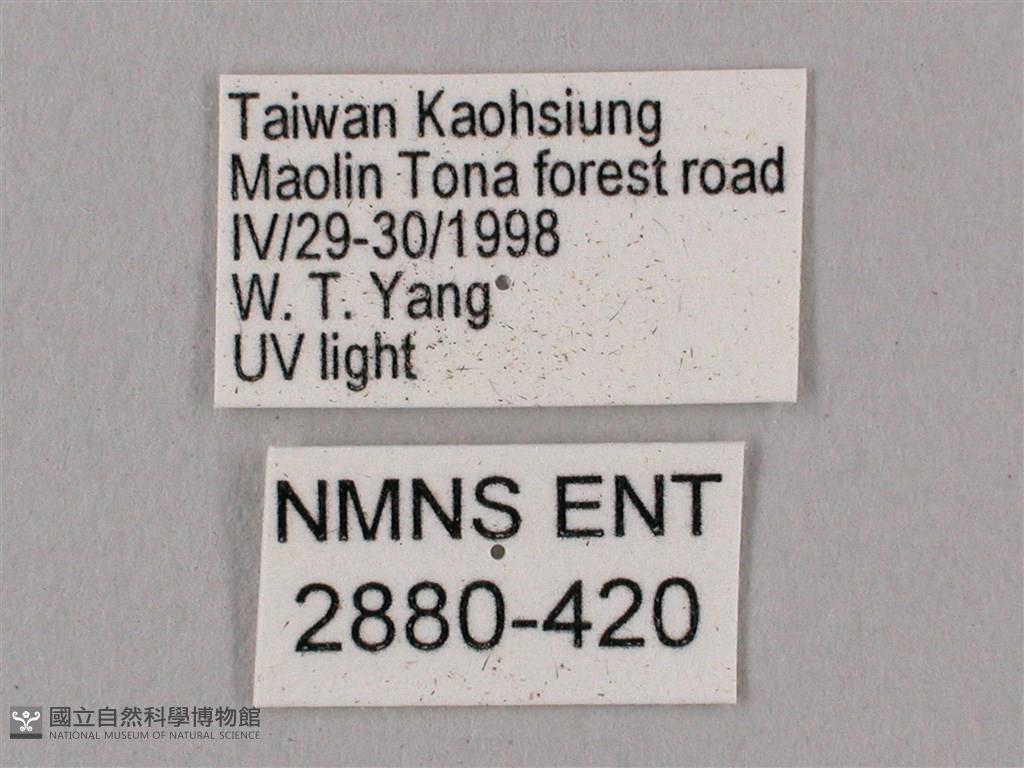 Taiwan Kaohsiung
Maolin Tona forest road
IV/29-30/1998
W. T. Yang
UV light
NMNS ENT
2880-420
國立自然科學博物館
NATIONAL MUSEUM OF NATURAL SCIENCE